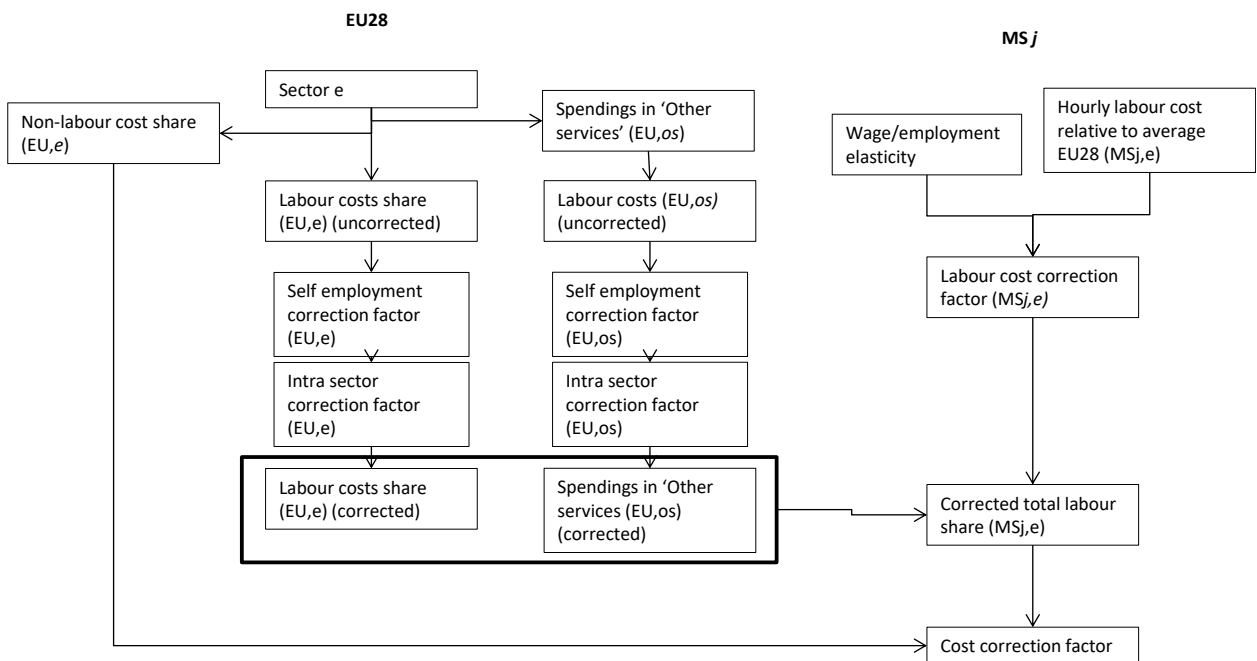 EU28
MS j
Sector e
Non-labour cost share
(EU,e)
Spendings in ‘Other
services’ (EU,os)
Wage/employment
elasticity
Hourly labour cost
relative to average
EU28 (MSj,e)
Labour costs share
(EU,e) (uncorrected)
Labour costs (EU,os)
(uncorrected)
Self employment
correction factor
(EU,e)
Self employment
correction factor
(EU,os)
Labour cost correction
factor (MSj,e)
Intra sector
correction factor
(EU,e)
Intra sector
correction factor
(EU,os)
Labour costs share
(EU,e) (corrected)
Spendings in ‘Other
services (EU,os)
(corrected)
Corrected total labour
share (MSj,e)
Cost correction factor